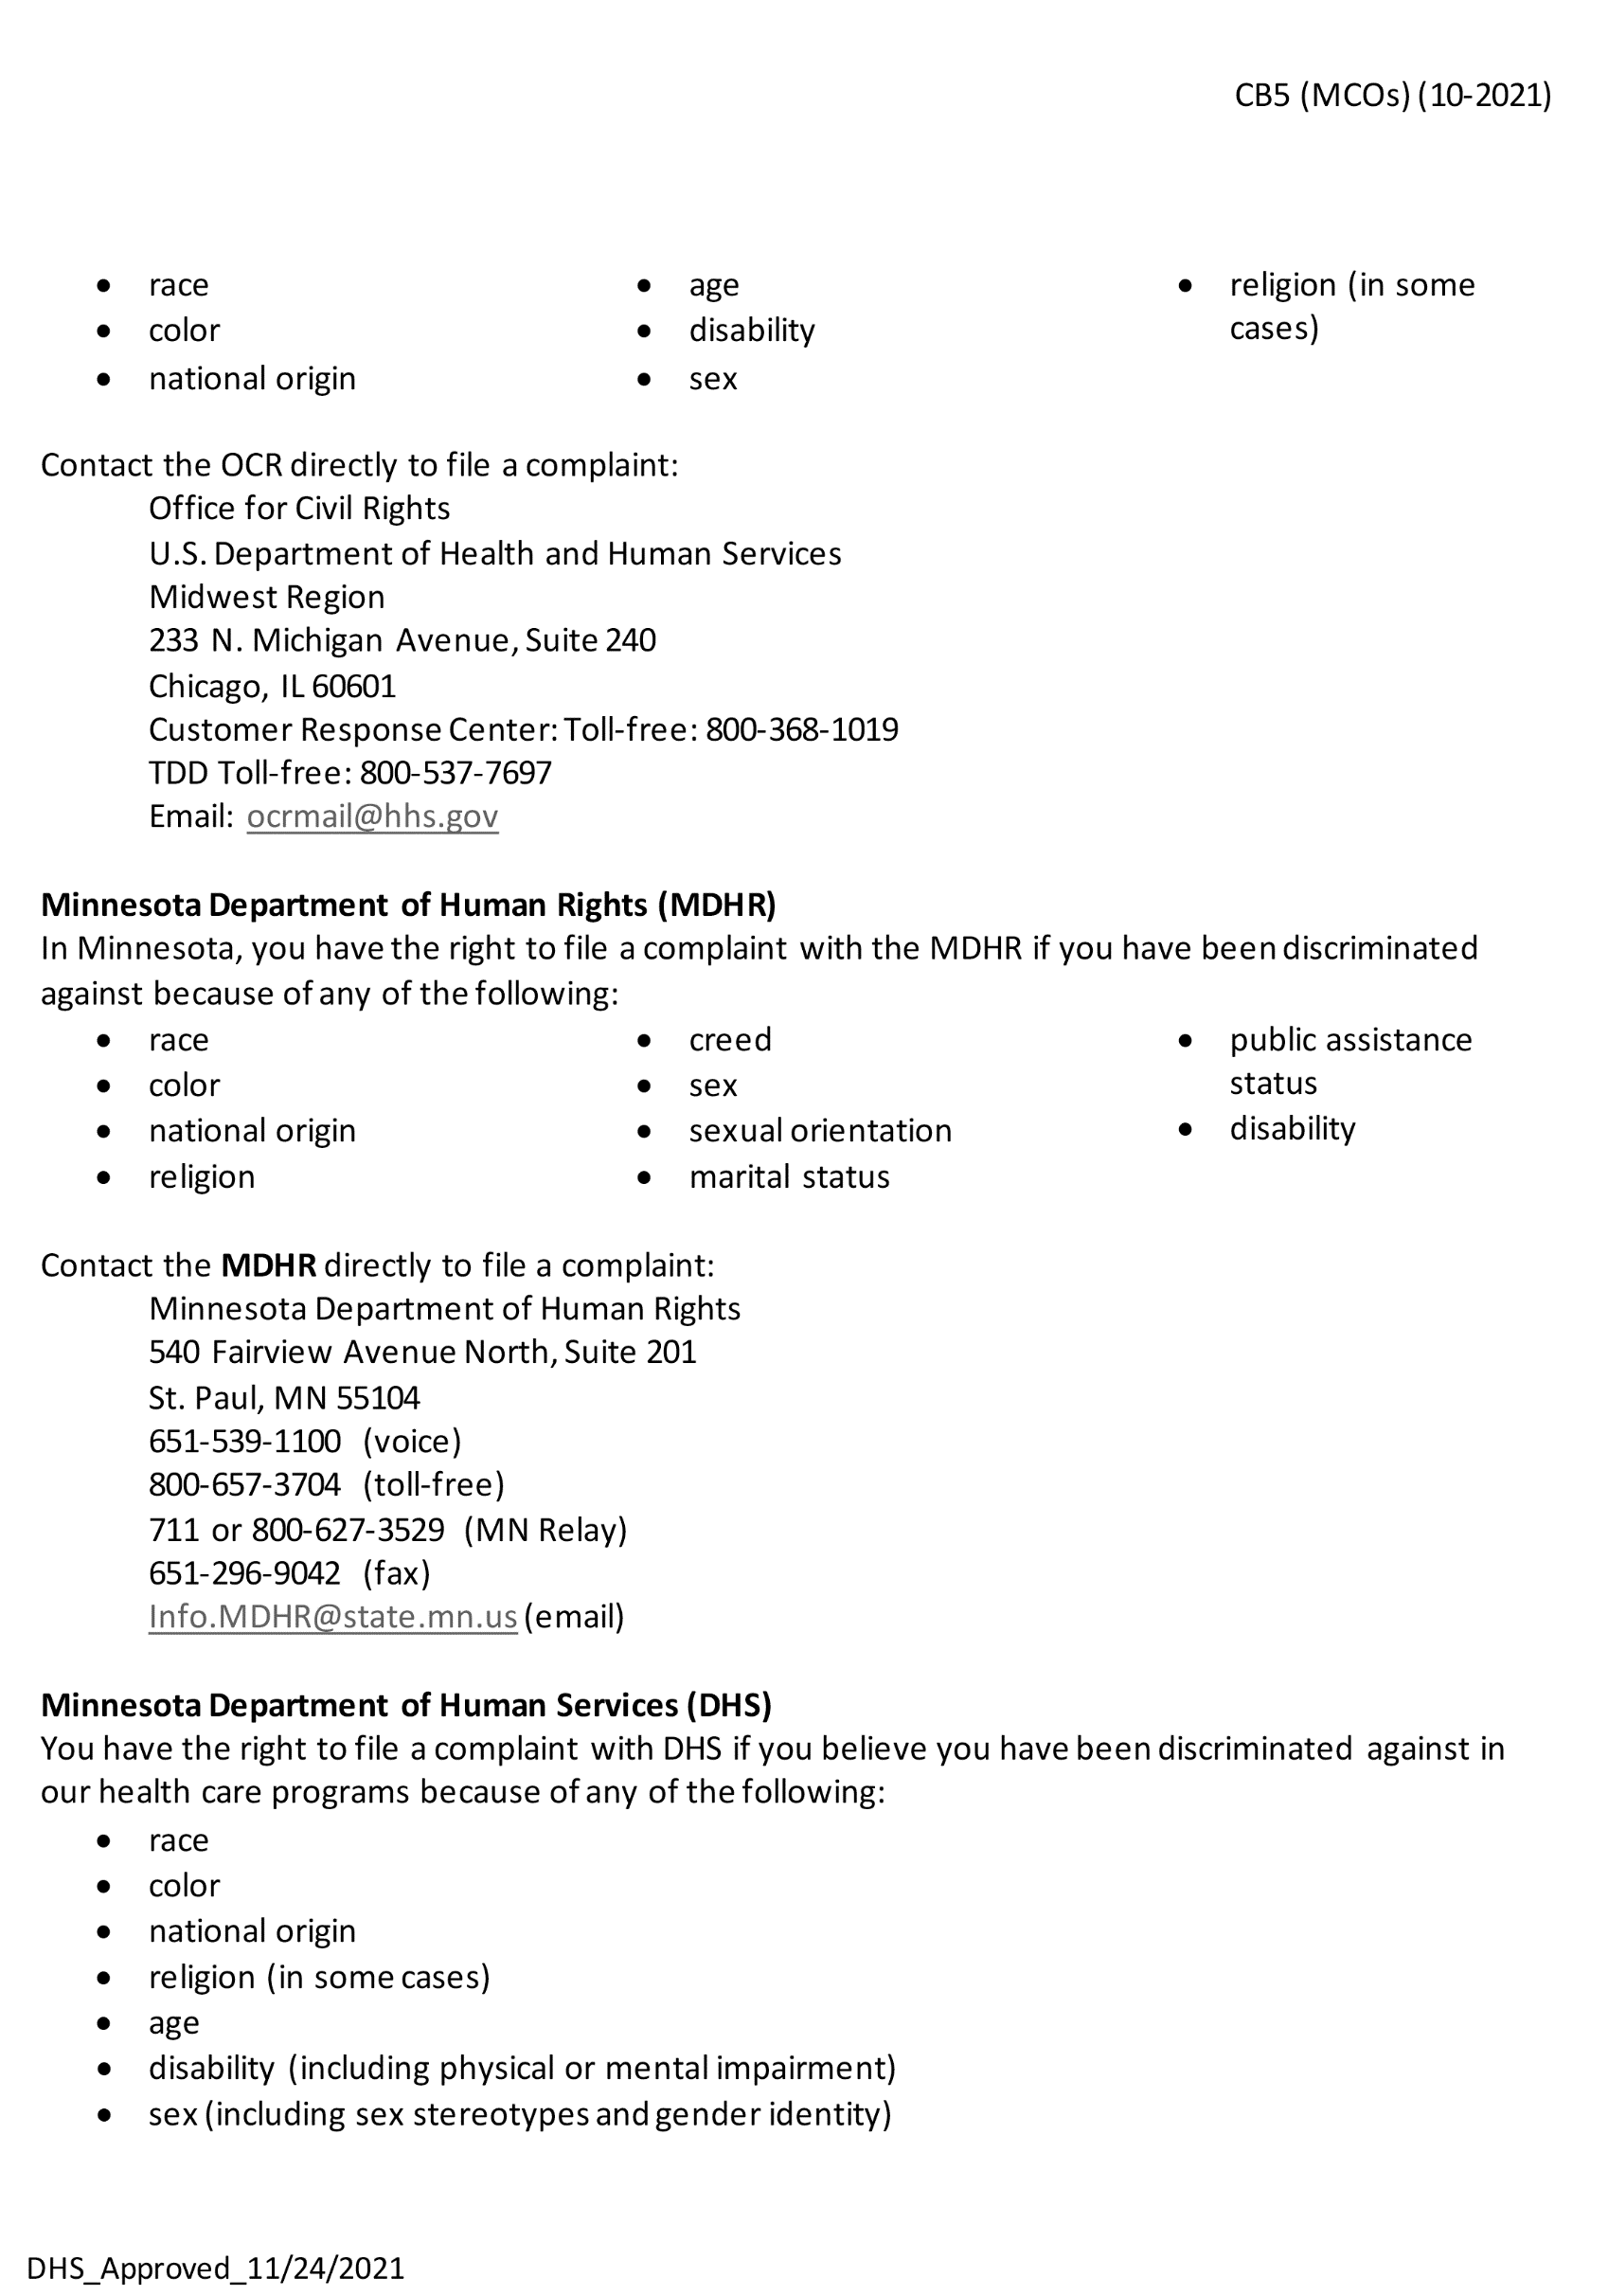 CB5 (MCOs) (10-2021)
• race
• color
• national origin
• age
• disability
• sex
• religion (in some
cases)
Contact the OCR directly to file a complaint:
Office for Civil Rights
U.S. Department of Health and Human Services
Midwest Region
233 N. Michigan Avenue, Suite 240
Chicago, IL 60601
Customer Response Center: Toll-free: 800-368-1019
TDD Toll-free: 800-537-7697
Email: ocrmail@hhs.gov
Minnesota Department of Human Rights (MDHR)
In Minnesota, you have the right to file a complaint with the MDHR if you have been discriminated
against because of any of the following:
• race
• color
• national origin
• religion
• creed
• sex
• sexual orientation
• marital status
• public assistance
status
• disability
Contact the MDHR directly to file a complaint:
Minnesota Department of Human Rights
540 Fairview Avenue North, Suite 201
St. Paul, MN 55104
651-539-1100 (voice)
800-657-3704 (toll-free)
711 or 800-627-3529 (MN Relay)
651-296-9042 (fax)
Info.MDHR@state.mn.us (email)
Minnesota Department of Human Services (DHS)
You have the right to file a complaint with DHS if you believe you have been discriminated against in
our health care programs because of any of the following:
• race
• color
• national origin
• religion (in some cases)
• age
• disability (including physical or mental impairment)
• sex (including sex stereotypes and gender identity)
DHS_Approved_11/24/2021